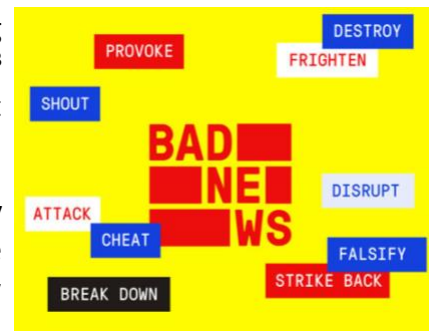 DESTROY
PROVOKE
FRIGHTEN
SHOUT
BAD
NE
WS
DISRUPT
ATTACK
CHEAT
FALSIFY
STRIKE BACK
BREAK DOWN